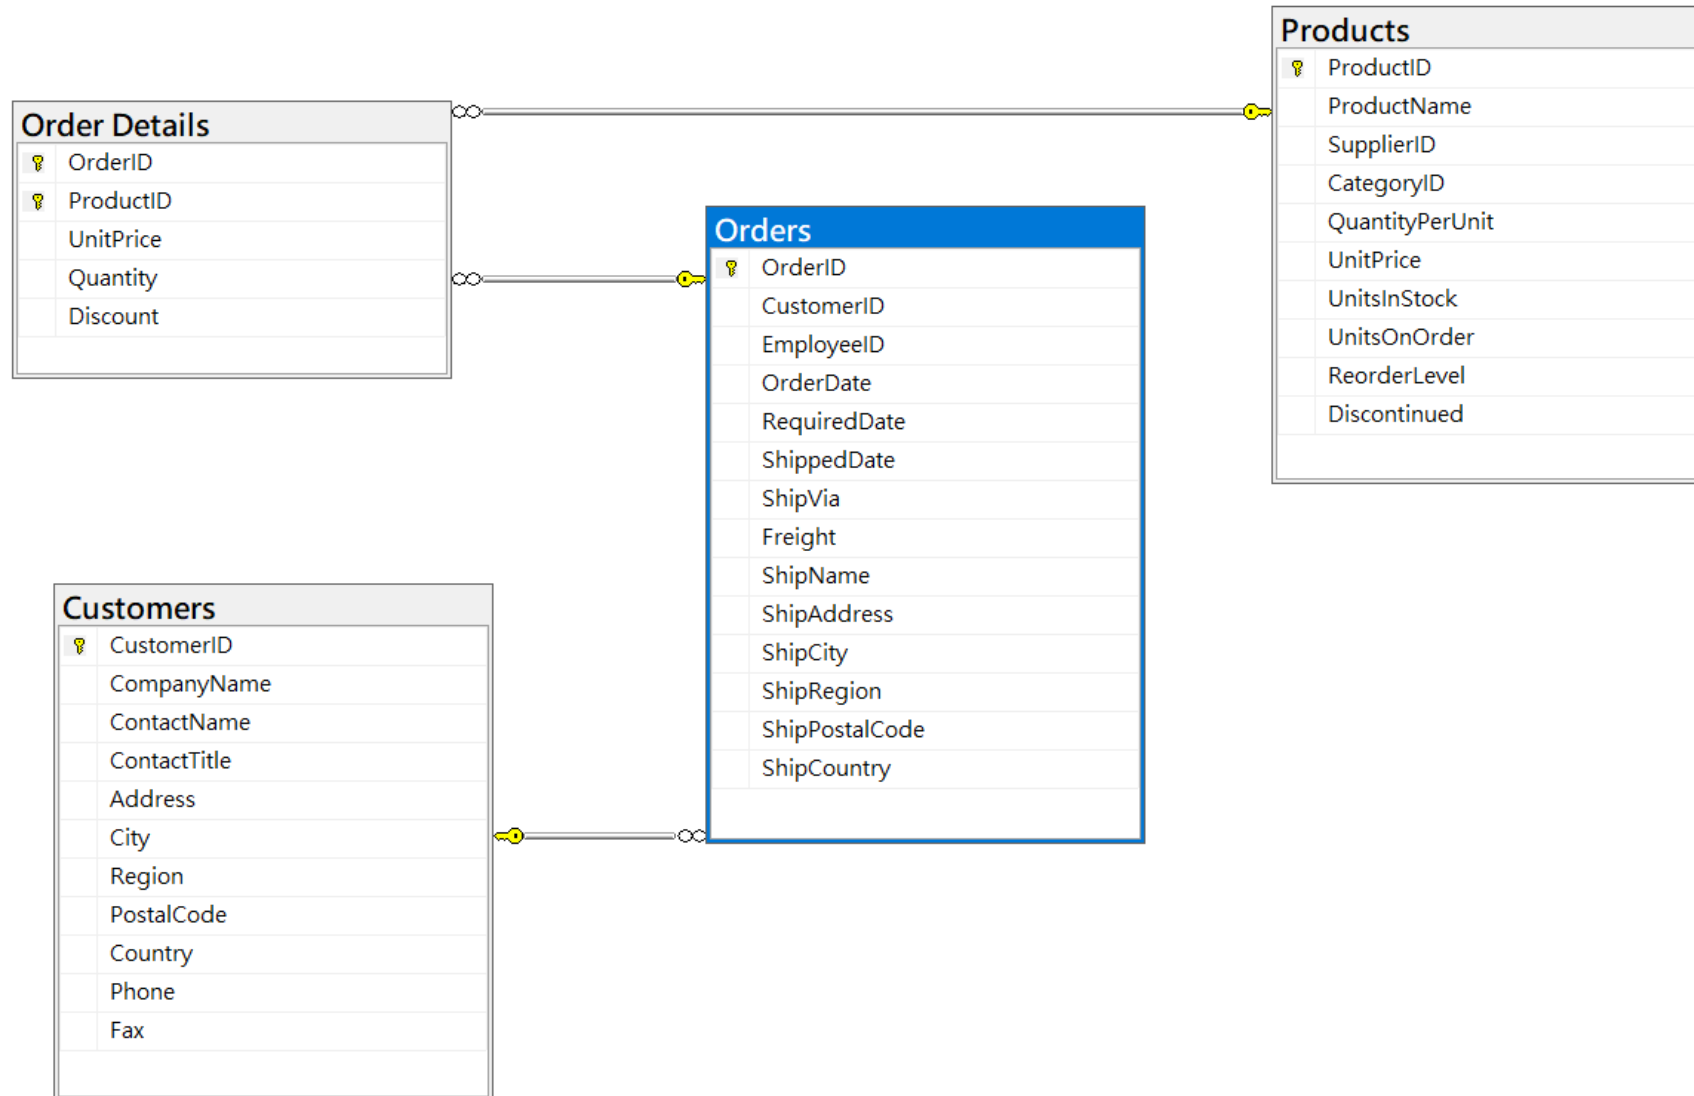 Order Details
OrderID
ProductID
UnitPrice
Quantity
Discount
Products
ProductID
ProductName
SupplierID
CategoryID
QuantityPerUnit
UnitPrice
UnitsInStock
UnitsOnOrder
ReorderLevel
Discontinued
Orders
OrderID
CustomerID
EmployeeID
OrderDate
RequiredDate
ShippedDate
ShipVia
Freight
ShipName
ShipAddress
ShipCity
ShipRegion
ShipPostalCode
ShipCountry
Customers
CustomerID
CompanyName
ContactName
ContactTitle
Address
City
Region
PostalCode
Country
Phone
Fax